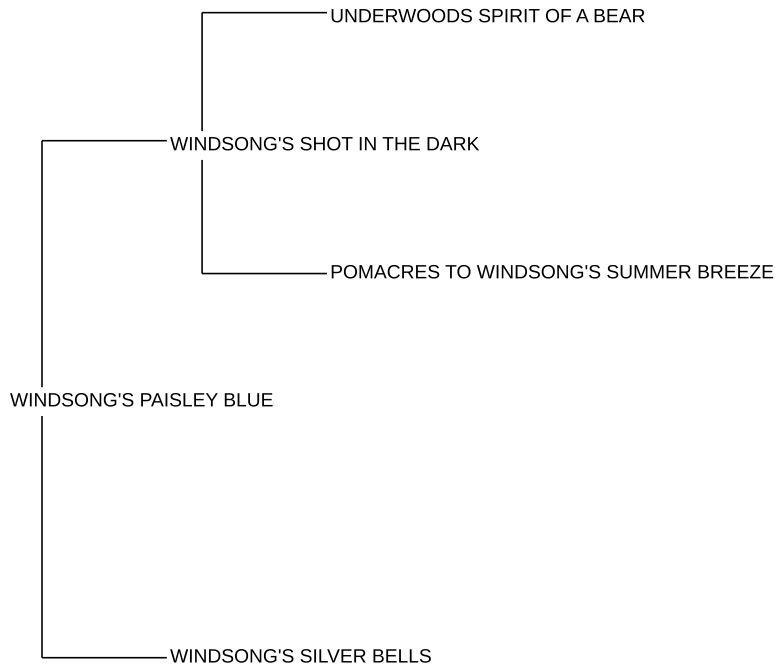 UNDERWOODS SPIRIT OF A BEAR
WINDSONG'S SHOT IN THE DARK
POMACRES TO WINDSONG'S SUMMER BREEZE
WINDSONG'S PAISLEY BLUE
WINDSONG'S SILVER BELLS